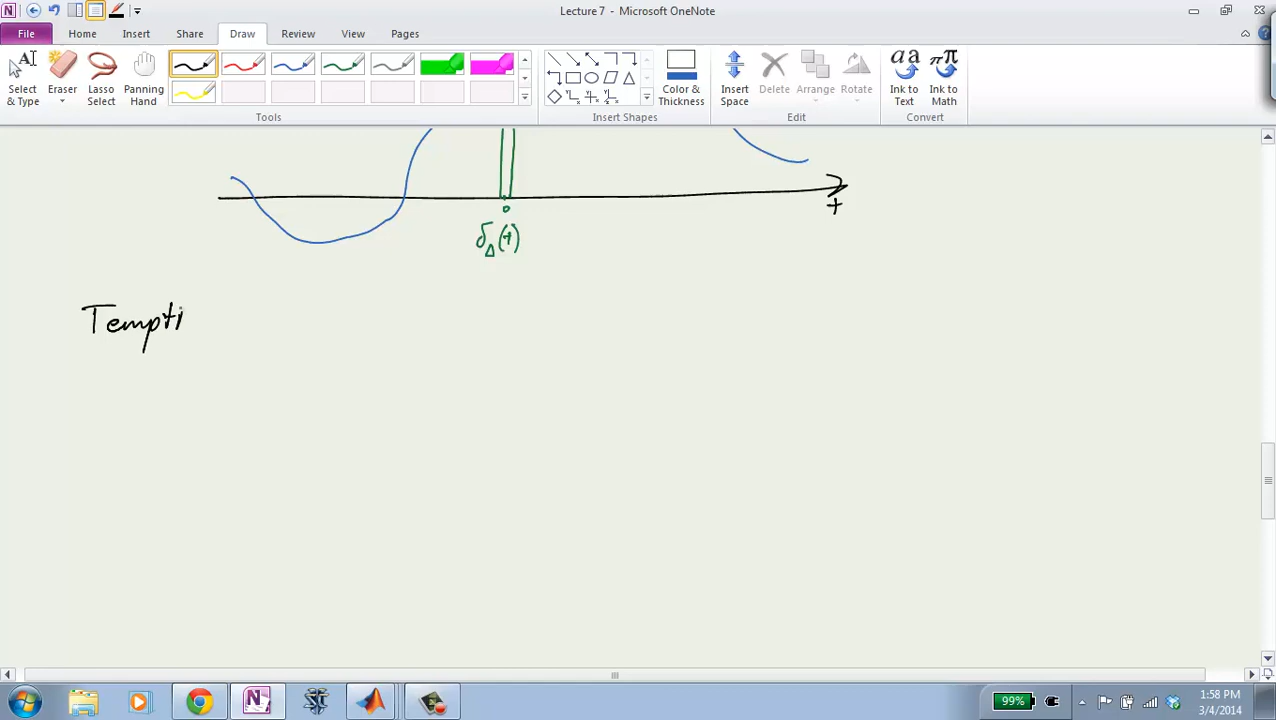 Lecture 7 - Microsoft OneNote
File Home Insert Share Draw Review View Pages
Select & Type
Eraser
Lasso Select
Panning Hand
Color & Thickness
Insert Space
Delete
Arrange
Rotate
Ink to Text
Ink to Math
Tools
Insert Shapes
Edit
Convert
t
0
δΔ(t)
Tempti
99%
1:58 PM
3/4/2014